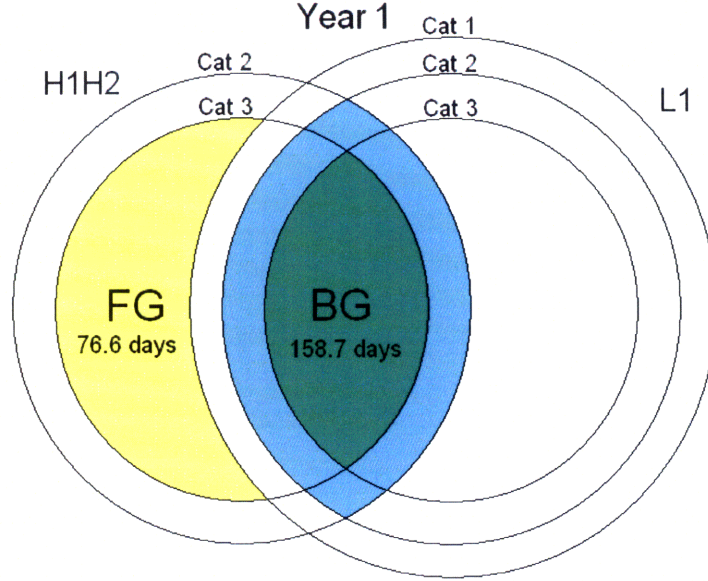 Year 1
Cat 1
Cat 2
Cat 2
H1H2
L1
Cat 3
Cat 3
FG
BG
76.6 days
158.7 days